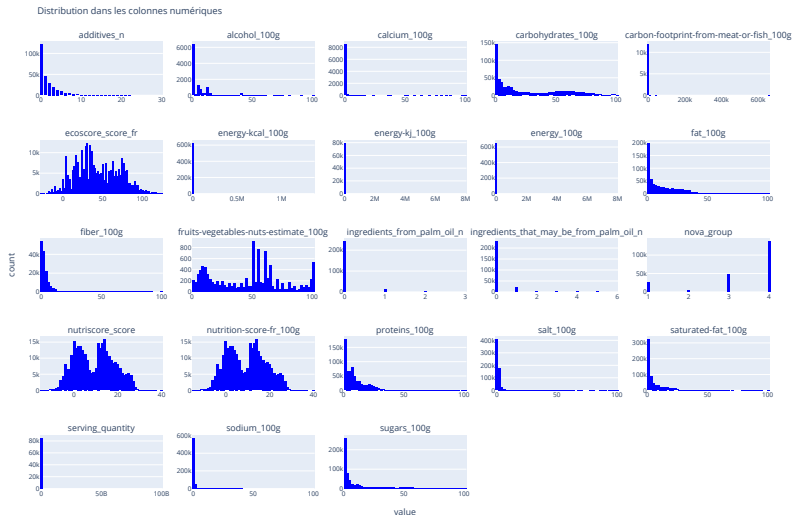 Distribution dans les colonnes numériques
additives_n alcohol_100g calcium_100g carbohydrates_100g carbon-footprint-from-meat-or-fish_100g
100k 6000 8000 150k 10k
50k 4000 6000 100k 5k
2000 4000 50k
2000
0 0 0 0 0
0 10 20 30 0 50 100 0 50 100 0 50 100 0 200k 400k 600k
ecoscore_score_fr energy-kcal_100g energy-kj_100g energy_100g fat_100g
10k 600k 80k 600k 200k
5k 400k 60k 400k 150k
200k 40k 200k 100k
20k 50k
0 0 0 0 0
0 50 100 0 0.5M 1M 0 2M 4M 6M 8M 0 2M 4M 6M 8M 0 50 100
fiber_100g fruits-vegetables-nuts-estimate_100g ingredients_from_palm_oil_n ingredients_that_may_be_from_palm_oil_n nova_group
40k 800 200k 200k 200k
20k 600 100k 150k 100k
400 100k
200 50k
0 0 0 0 0
0 50 100 0 50 100 0 1 2 3 0 2 4 6 1 2 3 4
count
nutriscore_score nutrition-score-fr_100g proteins_100g salt_100g saturated-fat_100g
15k 15k 150k 400k 300k
10k 10k 100k 300k 200k
5k 5k 50k 200k 100k
100k
0 0 0 0 0
0 20 40 0 20 40 0 50 100 0 50 100 0 50 100
serving_quantity sodium_100g sugars_100g
80k 600k 200k
60k 400k 100k
40k 200k
20k
0 0 0
0 50B 100B 0 50 100 0 50 100
value